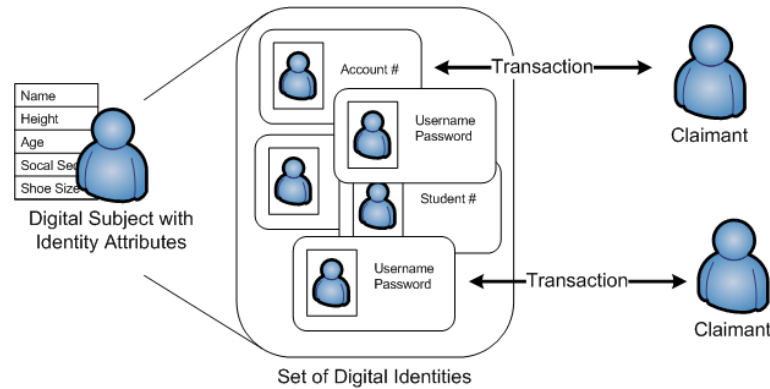 Name
Height
Age
Socal Sec
Shoe Size
Digital Subject with
Identity Attributes
Account #
Username
Password
Student #
Username
Password
Set of Digital Identities
Transaction
Claimant
Transaction
Claimant